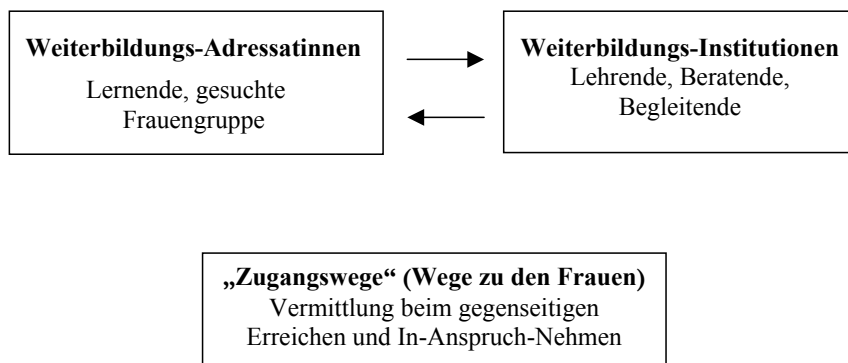 Weiterbildungs-Adressatinnen
Lernende, gesuchte
Frauengruppe
Weiterbildungs-Institutionen
Lehrende, Beratende,
Begleitende
„Zugangswege“ (Wege zu den Frauen)
Vermittlung beim gegenseitigen
Erreichen und In-Anspruch-Nehmen